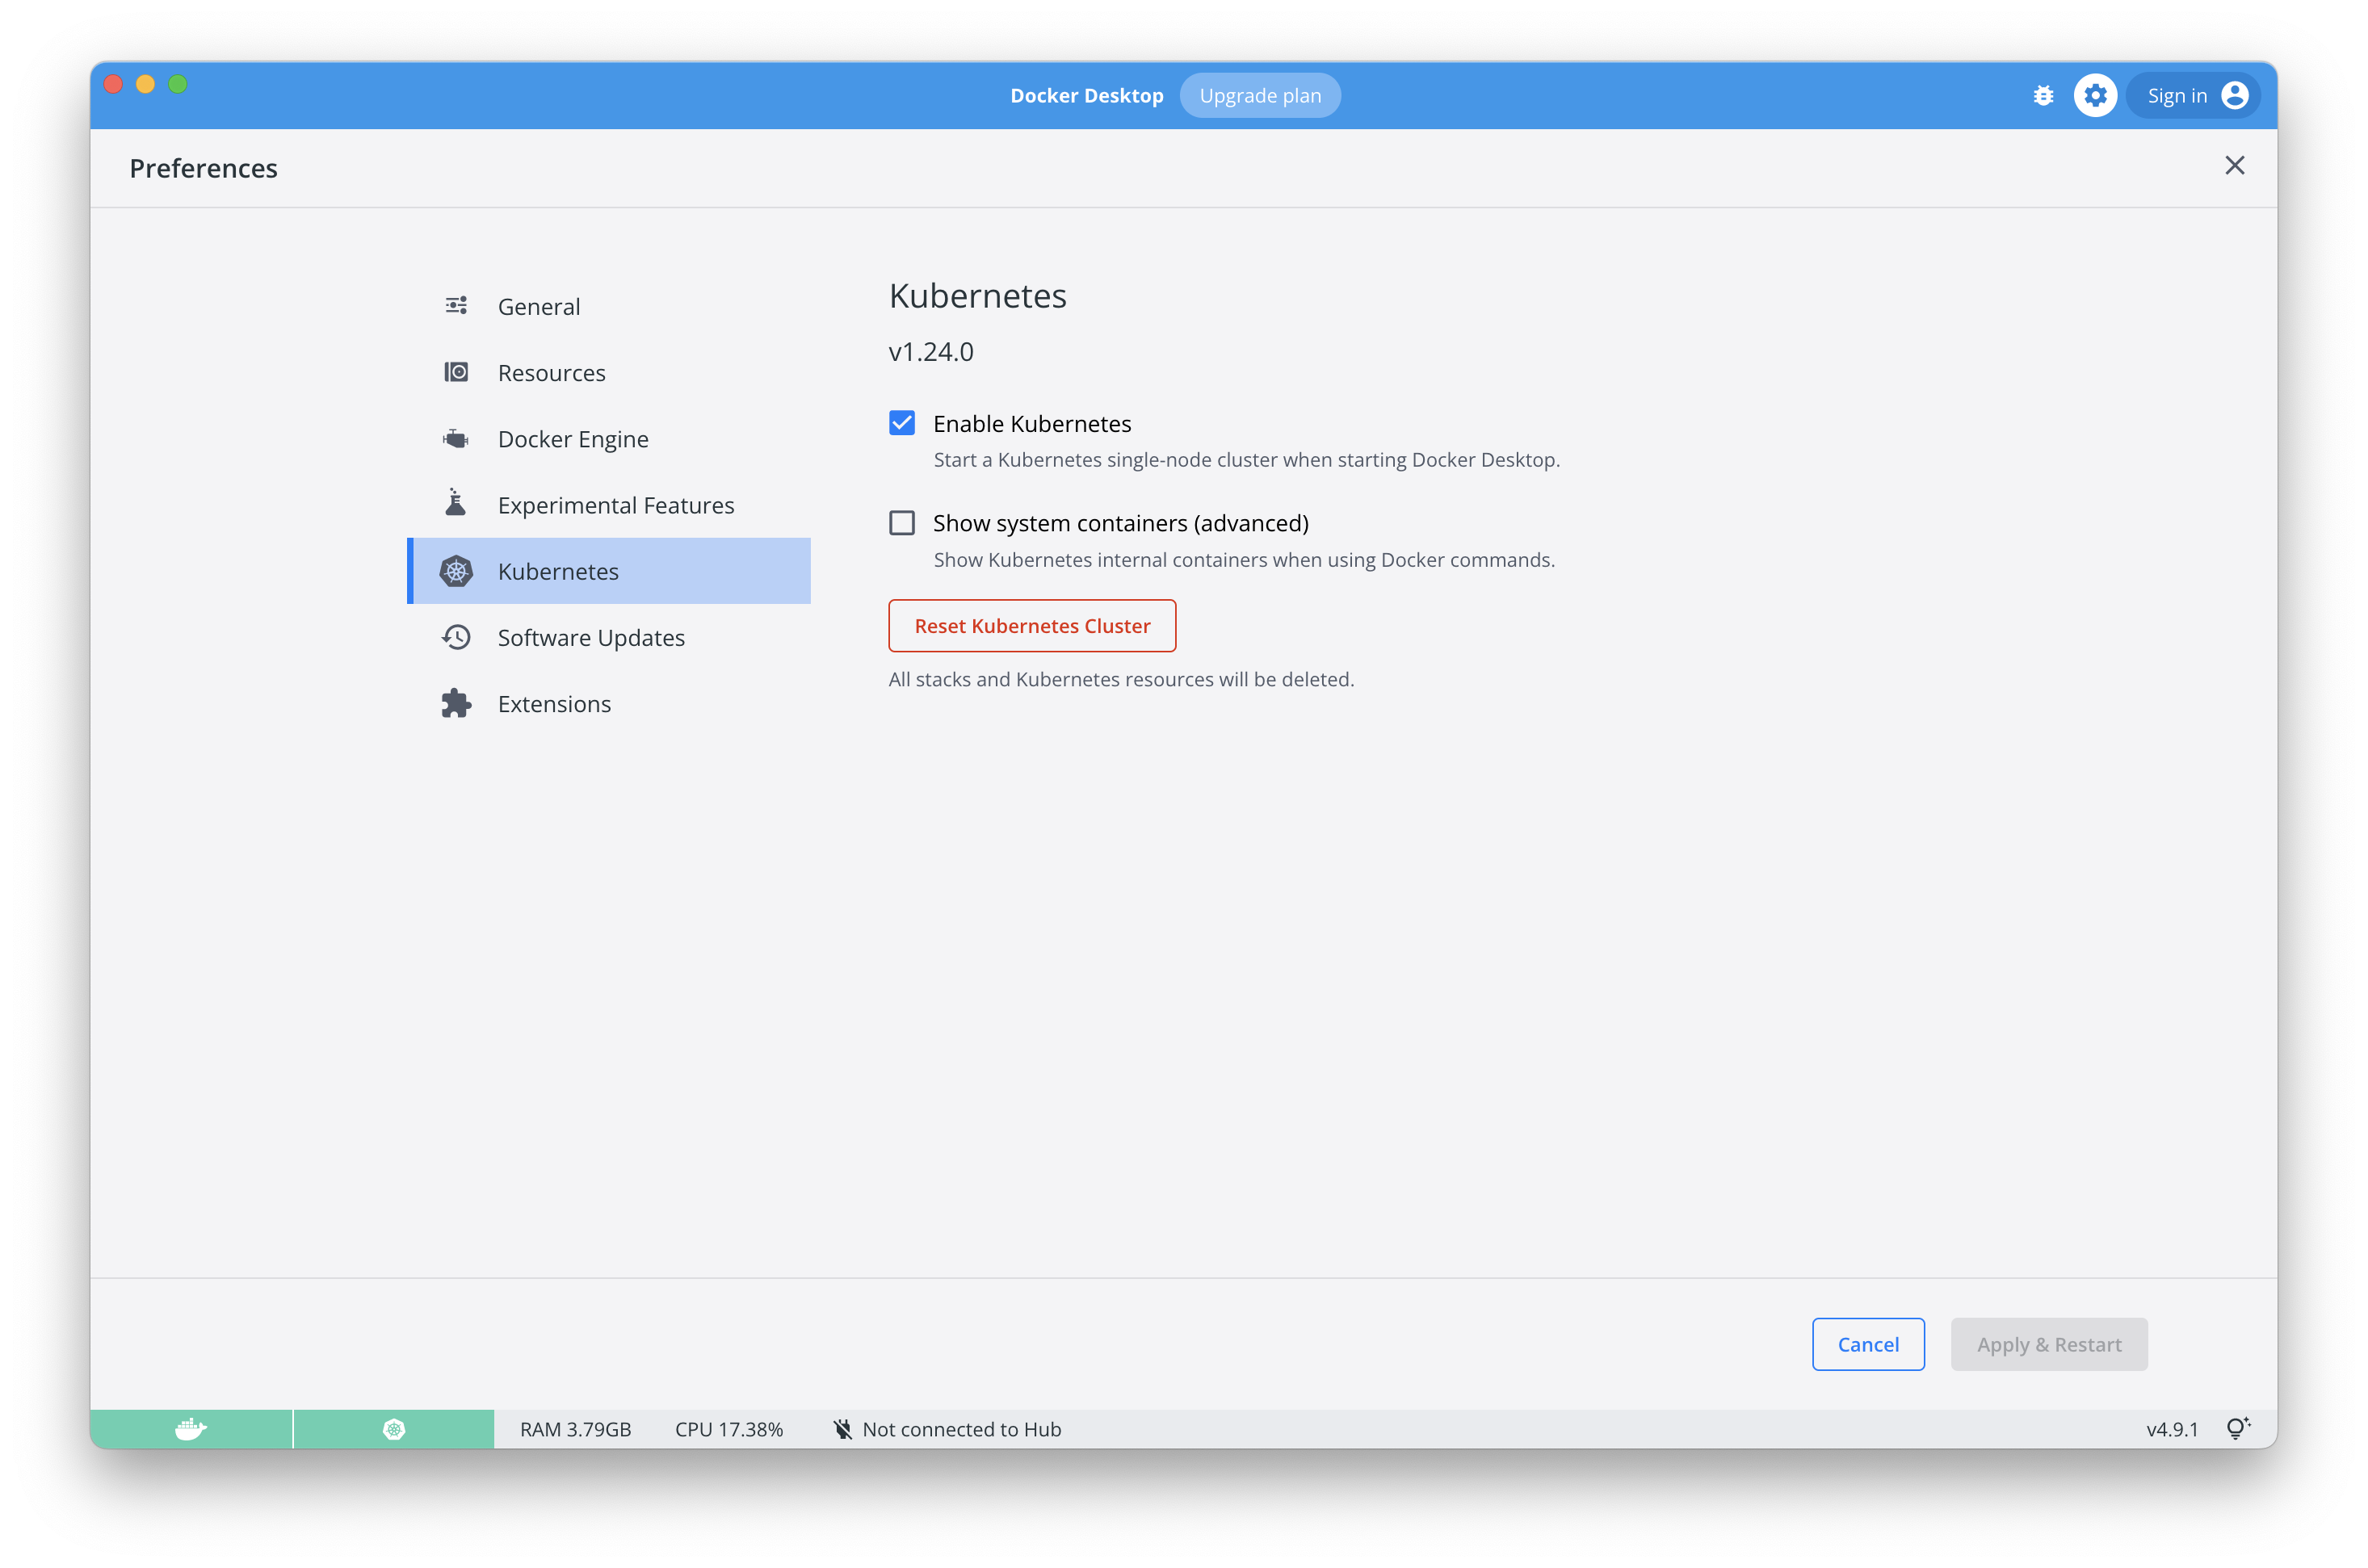 Docker Desktop Upgrade plan Sign in
Preferences
General
Resources
Docker Engine
Experimental Features
Kubernetes
Software Updates
Extensions
Kubernetes
v1.24.0
Enable Kubernetes
Start a Kubernetes single-node cluster when starting Docker Desktop.
Show system containers (advanced)
Show Kubernetes internal containers when using Docker commands.
Reset Kubernetes Cluster
All stacks and Kubernetes resources will be deleted.
Cancel Apply & Restart
RAM 3.79GB CPU 17.38% Not connected to Hub v4.9.1